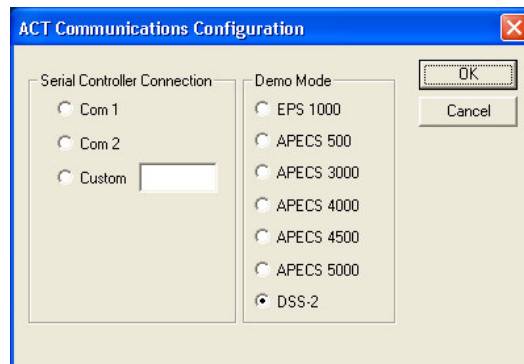 ACT Communications Configuration
Serial Controller Connection
Com 1
Com 2
Custom
Demo Mode
EPS 1000
APECS 500
APECS 3000
APECS 4000
APECS 4500
APECS 5000
DSS-2
OK
Cancel